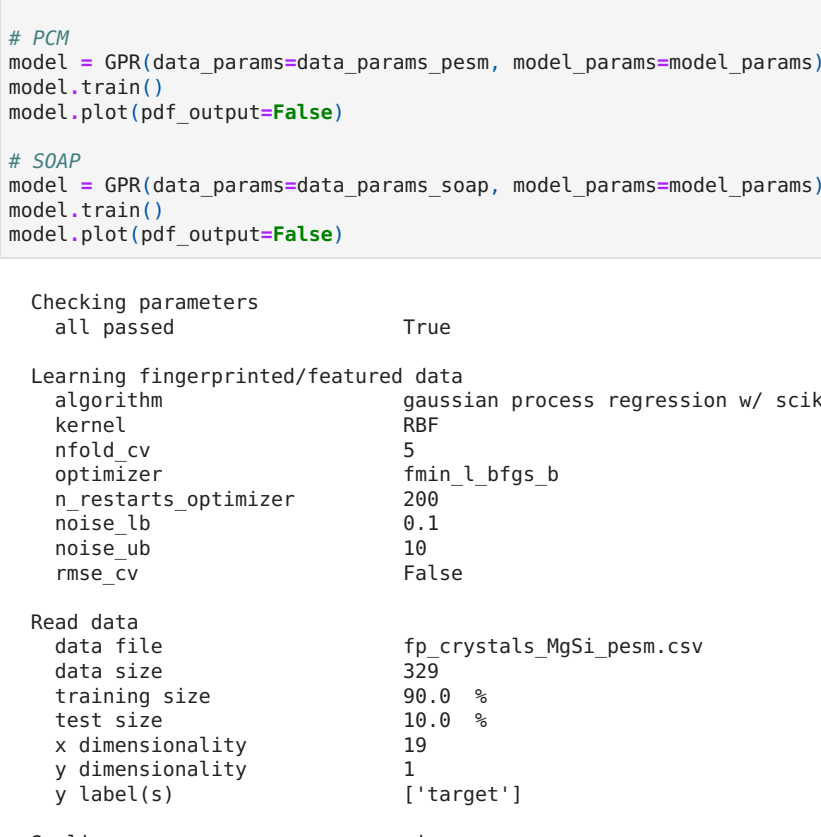 # PCM
model = GPR(data_params=data_params_pesm, model_params=model_params)
model.train()
model.plot(pdf_output=False)
# SOAP
model = GPR(data_params=data_params_soap, model_params=model_params)
model.train()
model.plot(pdf_output=False)
Checking parameters
all passed True
Learning fingerprinted/featured data
algorithm gaussian process regression w/ scik
kernel RBF
nfold_cv 5
optimizer fmin_l_bfgs_b
n_restarts_optimizer 200
noise_lb 0.1
noise_ub 10
rmse_cv False
Read data
data file fp_crystals_MgSi_pesm.csv
data size 329
training size 90.0 %
test size 10.0 %
x dimensionality 19
y dimensionality 1
y label(s) ['target']